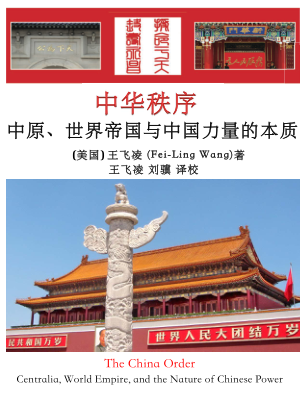 中华秩序
中原、世界帝国与中国力量的本质
(美国) 王飞凌 (Fei-Ling Wang)著
王飞凌 刘骥 译校
民共和国万岁
世界人民大团结万岁
The China Order
Centralia, World Empire, and the Nature of Chinese Power